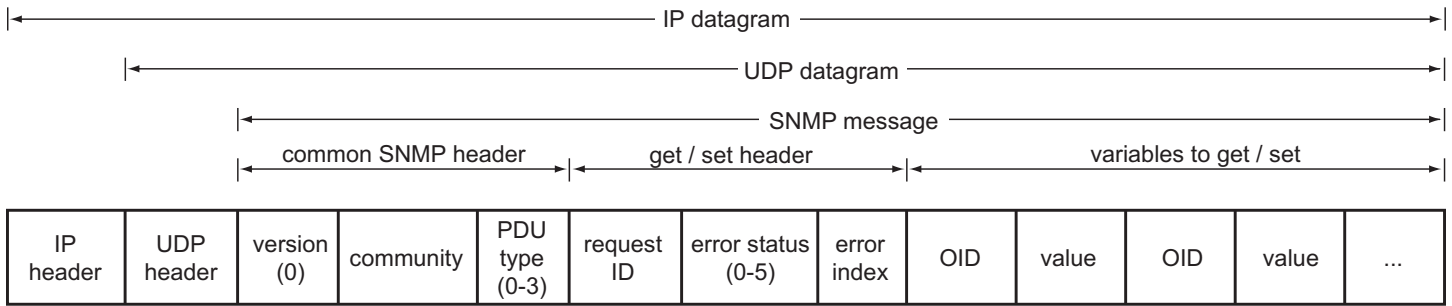 IP datagram
UDP datagram
SNMP message
common SNMP header
get / set header
variables to get / set
IP
header
UDP
header
version
(0)
community
PDU
type
(0-3)
request
ID
error status
(0-5)
error
index
OID
value
OID
value
...